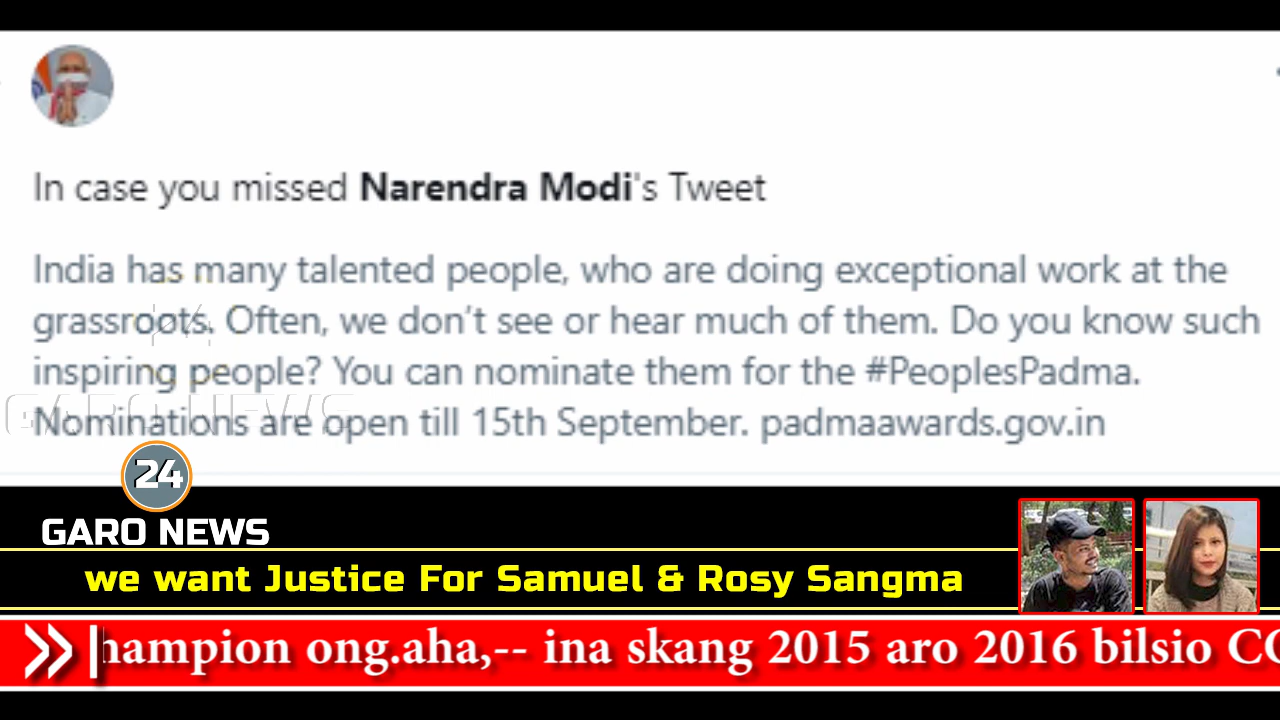 In case you missed Narendra Modi's Tweet
India has many talented people, who are doing exceptional work at the
grassroots. Often, we don't see or hear much of them. Do you know such
inspiring people? You can nominate them for the #PeoplesPadma.
Nominations are open till 15th September. padmaawards.gov.in
GARO NEWS
24
GARO NEWS
we want Justice For Samuel & Rosy Sangma
hampion ong.aha,-- ina skang 2015 aro 2016 bilsio CO